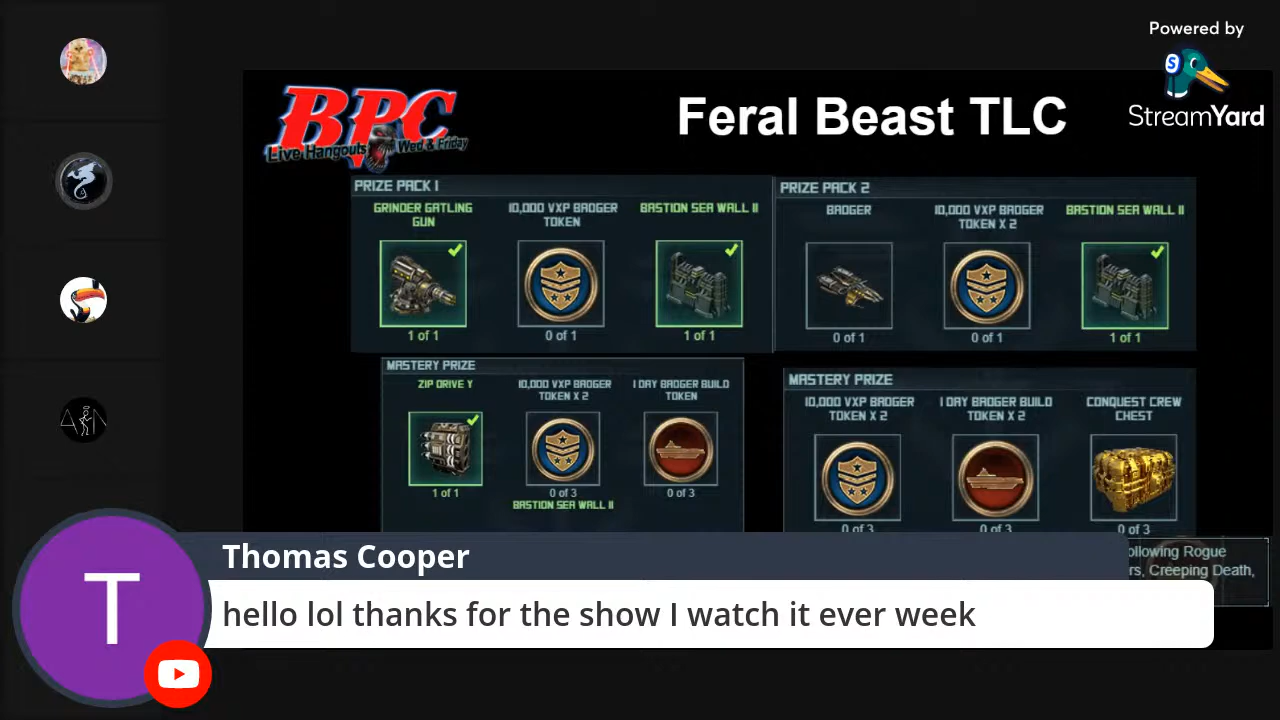 Powered by
S
StreamYard
BPC
Live Hangouts Wed & Friday
Feral Beast TLC
PRIZE PACK 1
GRINDER GATLING
GUN
1 of 1
10,000 VXP BADGER
TOKEN
0 of 1
BASTION SEA WALL II
1 of 1
PRIZE PACK 2
BADGER
0 of 1
10,000 VXP BADGER
TOKEN X 2
0 of 1
BASTION SEA WALL II
1 of 1
MASTERY PRIZE
ZIP DRIVE Y
1 of 1
10,000 VXP BADGER
TOKEN X 2
0 of 3
BASTION SEA WALL II
1 DAY BADGER BUILD
TOKEN
0 of 3
MASTERY PRIZE
10,000 VXP BADGER
TOKEN X 2
0 of 3
1 DAY BADGER BUILD
TOKEN X 2
0 of 3
CONQUEST CREW
CHEST
0 of 3
ollowing Rogue
rs, Creeping Death,
AIN
T
Thomas Cooper
hello lol thanks for the show I watch it ever week